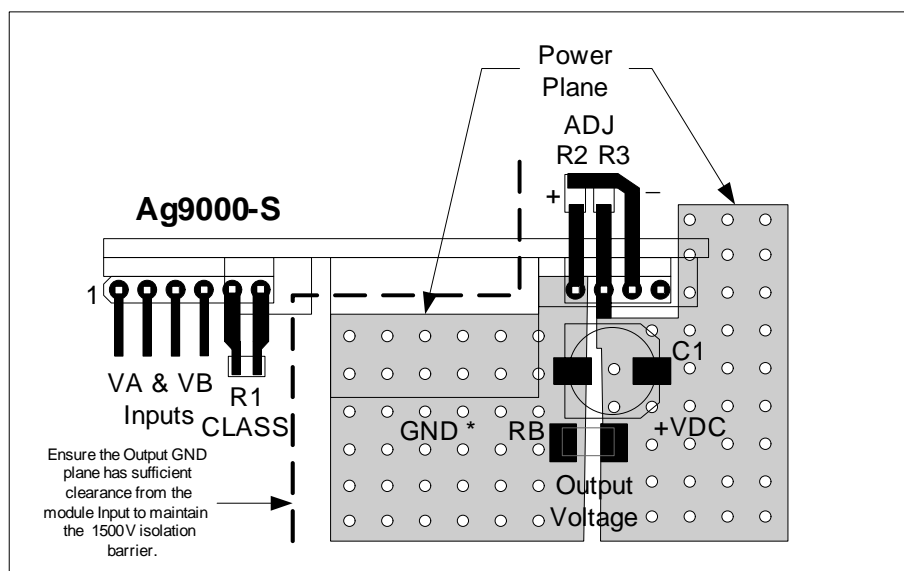 Power
Plane
ADJ
R2 R3
+ −
Ag9000-S
1
VA & VB
Inputs
R1
CLASS
C1
GND *
RB
+VDC
Output
Voltage
Ensure the Output GND
plane has sufficient
clearance from the
module Input to maintain
the 1500V isolation
barrier.